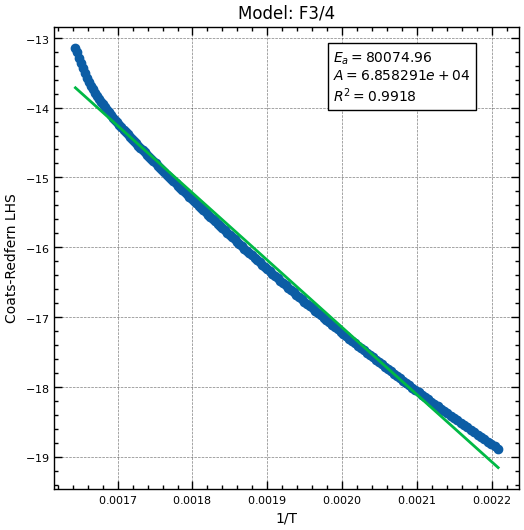 Model: F3/4
−13
−14
−15
−16
−17
−18
−19
Coats-Redfern LHS
E_a = 80074.96
A = 6.858291e + 04
R² = 0.9918
0.0017 0.0018 0.0019 0.0020 0.0021 0.0022
1/T